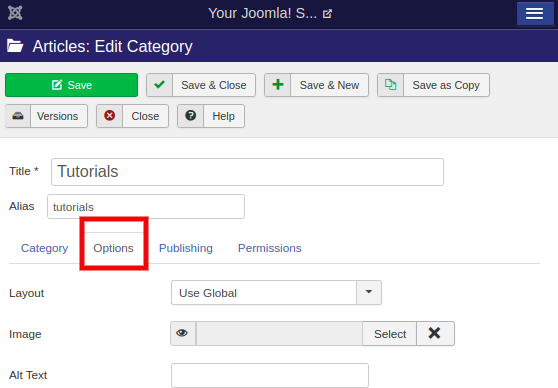 Your Joomla! S...
Articles: Edit Category
Save Save & Close Save & New Save as Copy
Versions Close Help
Title * Tutorials
Alias tutorials
Category Options Publishing Permissions
Layout Use Global
Image Select
Alt Text